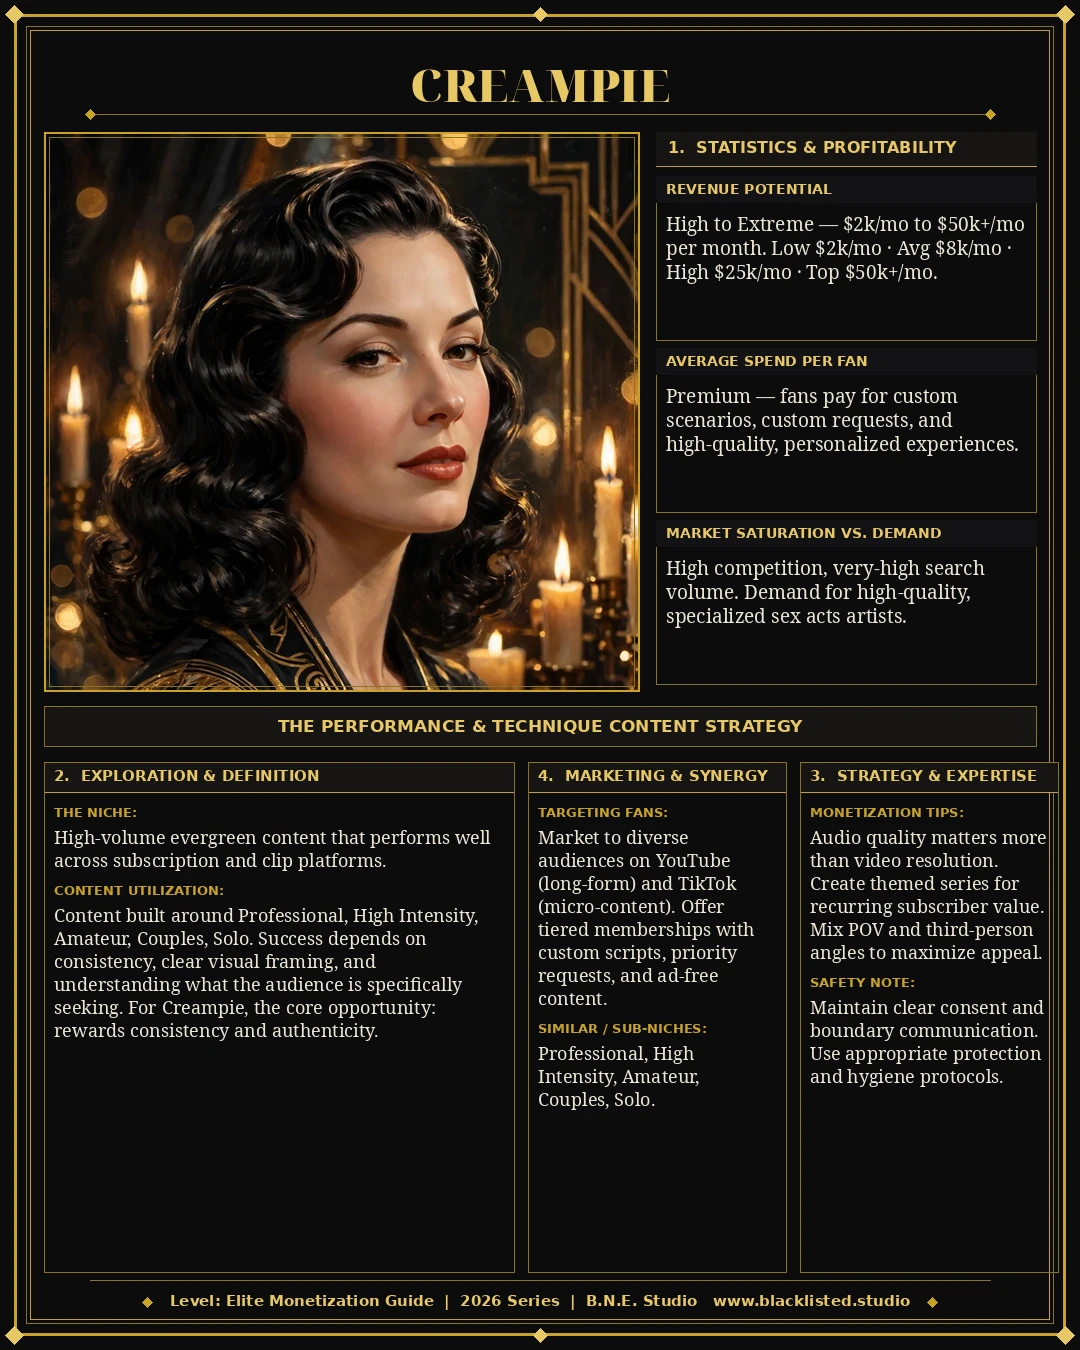 CREAMPIE
1. STATISTICS & PROFITABILITY
REVENUE POTENTIAL
High to Extreme — $2k/mo to $50k+/mo
per month. Low $2k/mo · Avg $8k/mo ·
High $25k/mo · Top $50k+/mo.
AVERAGE SPEND PER FAN
Premium — fans pay for custom
scenarios, custom requests, and
high-quality, personalized experiences.
MARKET SATURATION VS. DEMAND
High competition, very-high search
volume. Demand for high-quality,
specialized sex acts artists.
THE PERFORMANCE & TECHNIQUE CONTENT STRATEGY
2. EXPLORATION & DEFINITION
THE NICHE:
High-volume evergreen content that performs well
across subscription and clip platforms.
CONTENT UTILIZATION:
Content built around Professional, High Intensity,
Amateur, Couples, Solo. Success depends on
consistency, clear visual framing, and
understanding what the audience is specifically
seeking. For Creampie, the core opportunity:
rewards consistency and authenticity.
4. MARKETING & SYNERGY
TARGETING FANS:
Market to diverse
audiences on YouTube
(long-form) and TikTok
(micro-content). Offer
tiered memberships with
custom scripts, priority
requests, and ad-free
content.
SIMILAR / SUB-NICHES:
Professional, High
Intensity, Amateur,
Couples, Solo.
3. STRATEGY & EXPERTISE
MONETIZATION TIPS:
Audio quality matters more
than video resolution.
Create themed series for
recurring subscriber value.
Mix POV and third-person
angles to maximize appeal.
SAFETY NOTE:
Maintain clear consent and
boundary communication.
Use appropriate protection
and hygiene protocols.
Level: Elite Monetization Guide | 2026 Series | B.N.E. Studio www.blacklisted.studio